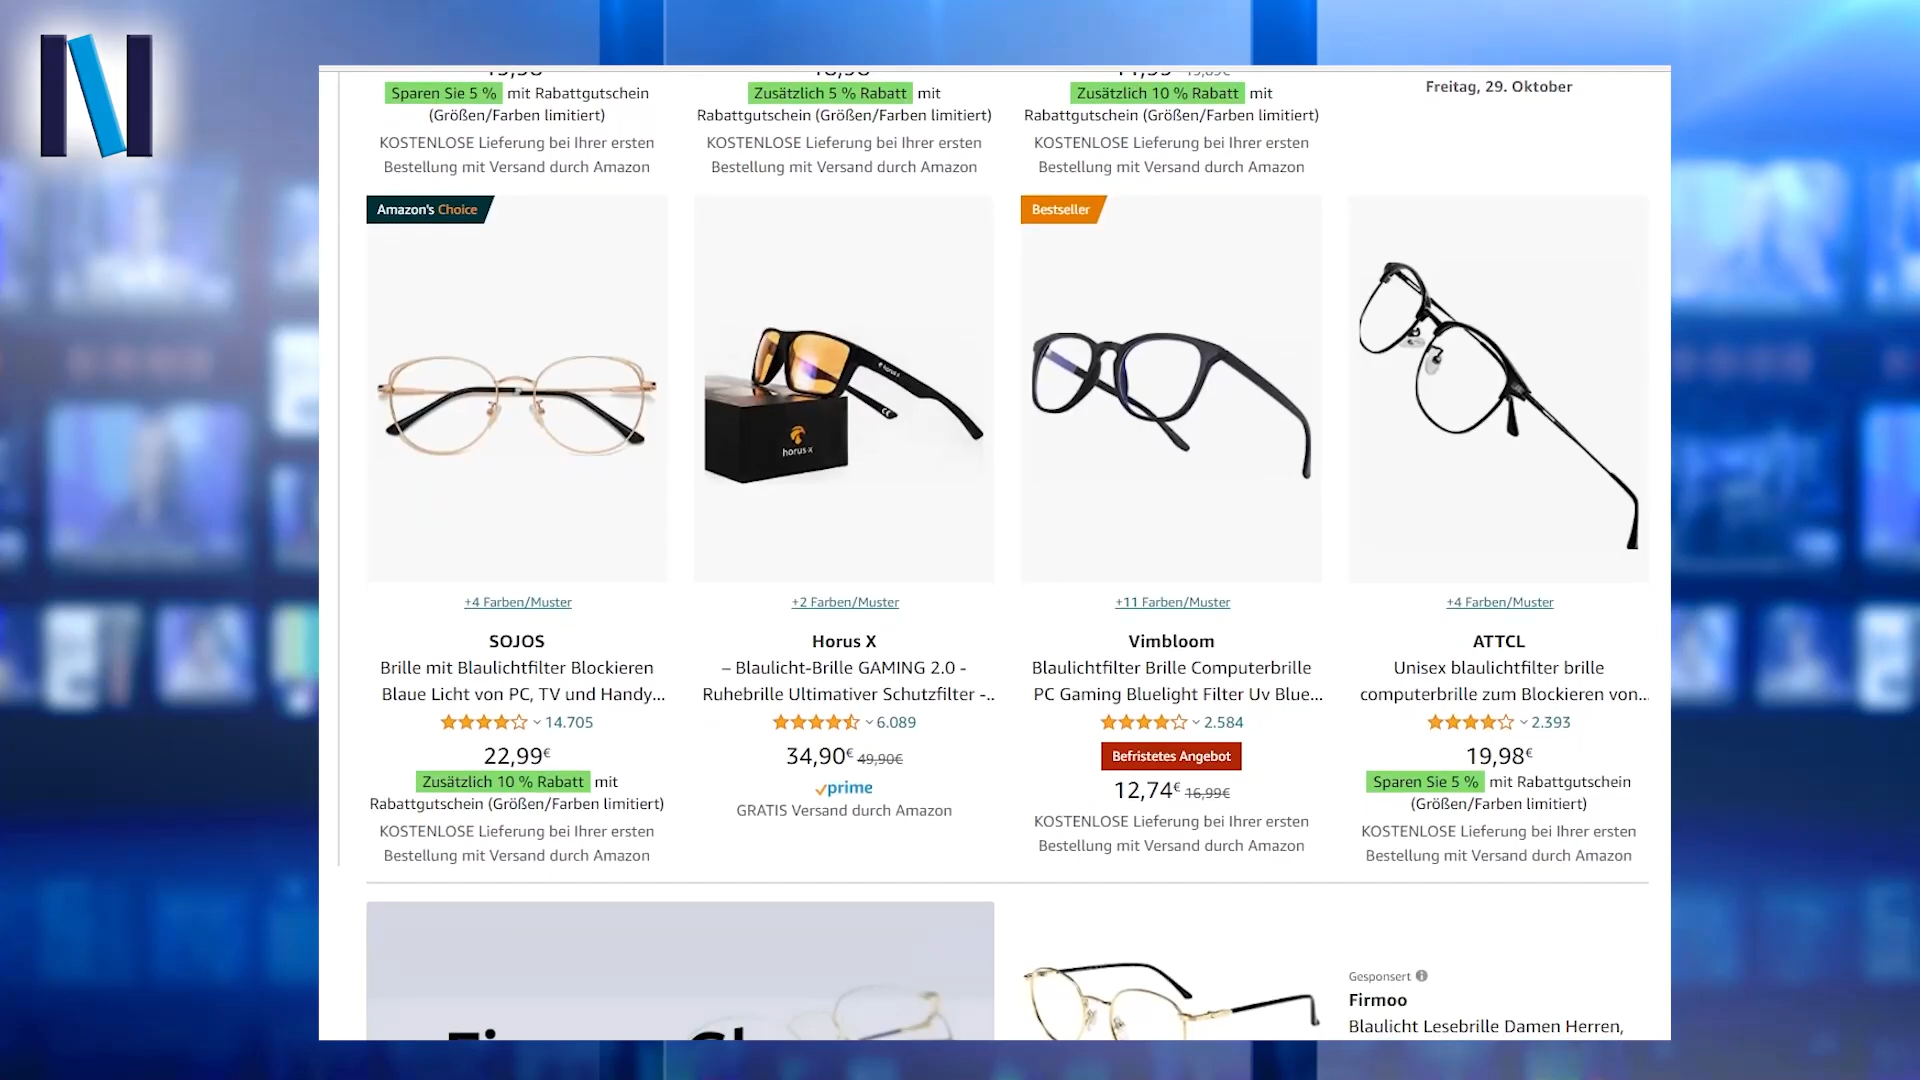 Sparen Sie 5 % mit Rabattgutschein
(Größen/Farben limitiert)
KOSTENLOSE Lieferung bei Ihrer ersten
Bestellung mit Versand durch Amazon
Zusätzlich 5 % Rabatt mit
Rabattgutschein (Größen/Farben limitiert)
KOSTENLOSE Lieferung bei Ihrer ersten
Bestellung mit Versand durch Amazon
Zusätzlich 10 % Rabatt mit
Rabattgutschein (Größen/Farben limitiert)
KOSTENLOSE Lieferung bei Ihrer ersten
Bestellung mit Versand durch Amazon
Freitag, 29. Oktober
Amazon's Choice
+4 Farben/Muster
SOJOS
Brille mit Blaulichtfilter Blockieren
Blaue Licht von PC, TV und Handy...
14.705
22,99€
Zusätzlich 10 % Rabatt mit
Rabattgutschein (Größen/Farben limitiert)
KOSTENLOSE Lieferung bei Ihrer ersten
Bestellung mit Versand durch Amazon
horus x
horus x
CE
+2 Farben/Muster
Horus X
– Blaulicht-Brille GAMING 2.0 -
Ruhebrille Ultimativer Schutzfilter -..
6.089
34,90€ 49,90€
prime
GRATIS Versand durch Amazon
Bestseller
+11 Farben/Muster
Vimbloom
Blaulichtfilter Brille Computerbrille
PC Gaming Bluelight Filter Uv Blue...
2.584
Befristetes Angebot
12,74€ 16,99€
KOSTENLOSE Lieferung bei Ihrer ersten
Bestellung mit Versand durch Amazon
+4 Farben/Muster
ATTCL
Unisex blaulichtfilter brille
computerbrille zum Blockieren von...
2.393
19,98€
Sparen Sie 5 % mit Rabattgutschein
(Größen/Farben limitiert)
KOSTENLOSE Lieferung bei Ihrer ersten
Bestellung mit Versand durch Amazon
Gesponsert
Firmoo
Blaulicht Lesebrille Damen Herren,